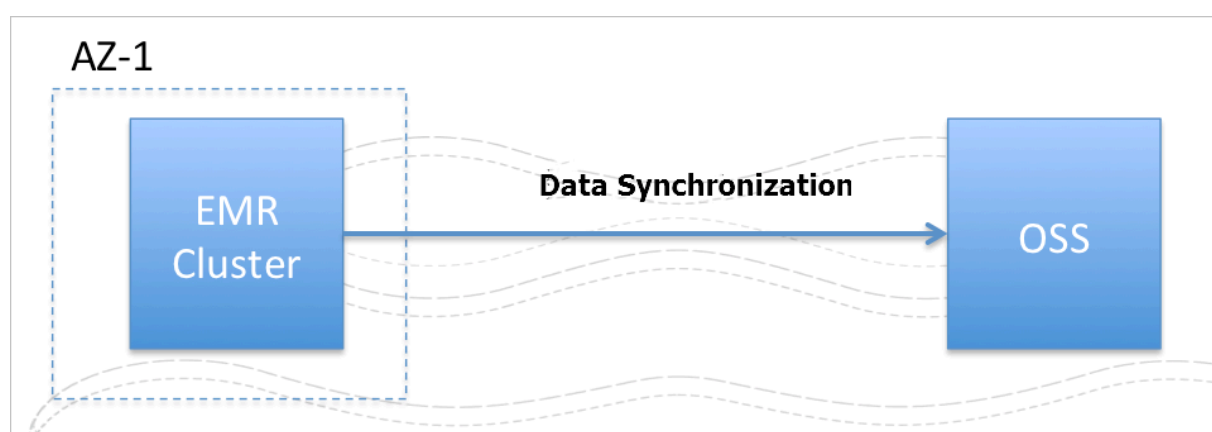 AZ-1
EMR
Cluster
Data Synchronization
OSS